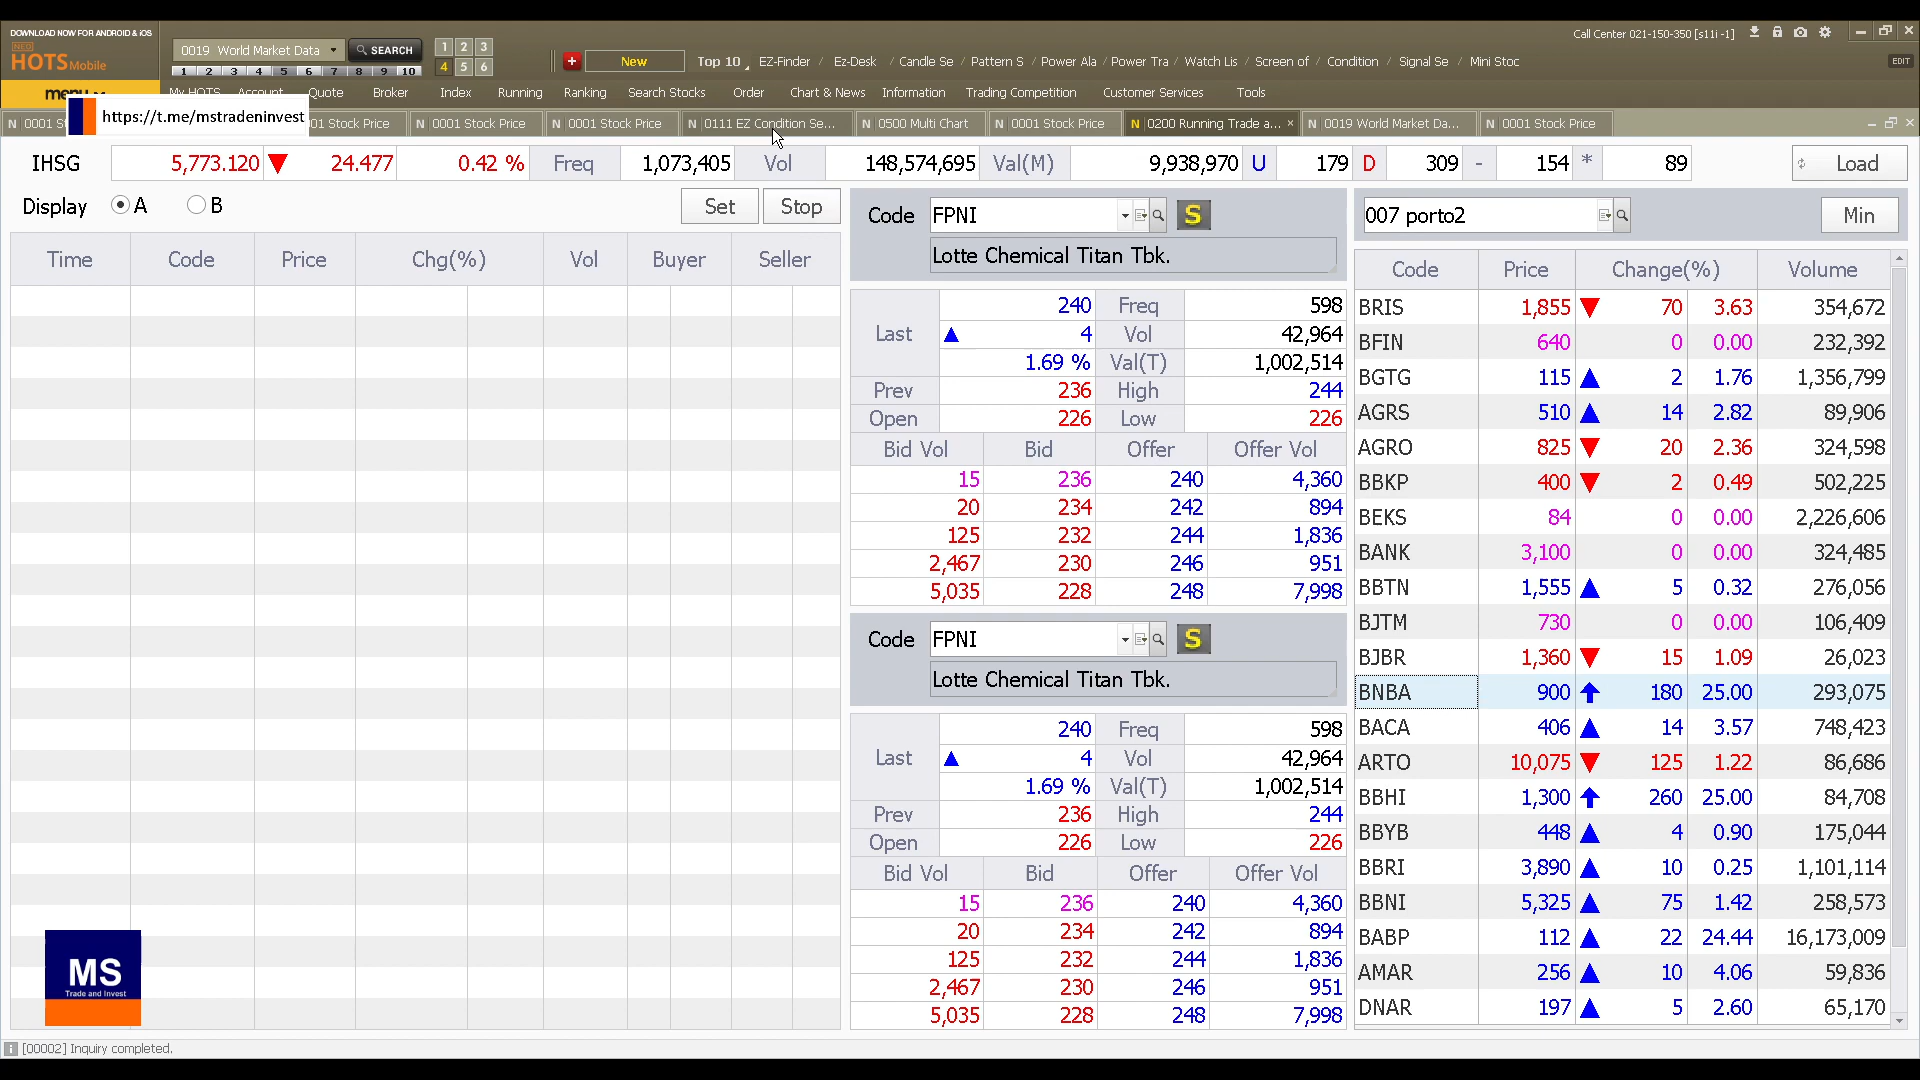 DOWNLOAD NOW FOR ANDROID & iOS
NEO
HOTS Mobile
0019 World Market Data
SEARCH
1 2 3
4 5 6
1 2 3 4 5 6 7 8 9 10
New
Top 10
EZ-Finder / Ez-Desk / Candle Se / Pattern S / Power Ala / Power Tra / Watch Lis / Screen of / Condition / Signal Se / Mini Stoc
Call Center 021-150-350 [s11i -1]
EDIT
menu
My HOTS Account Quote Broker Index Running Ranking Search Stocks Order Chart & News Information Trading Competition Customer Services Tools
https://t.me/mstradeninvest
N 0001 S 01 Stock Price N 0001 Stock Price N 0001 Stock Price N 0111 EZ Condition Se... N 0500 Multi Chart N 0001 Stock Price N 0200 Running Trade a... N 0019 World Market Da... N 0001 Stock Price
IHSG 5,773.120 24.477 0.42 % Freq 1,073,405 Vol 148,574,695 Val(M) 9,938,970 U 179 D 309 - 154 * 89 Load
Display A B Set Stop
Time Code Price Chg(%) Vol Buyer Seller
Code FPNI S
Lotte Chemical Titan Tbk.
Last 240 Freq 598
4 Vol 42,964
1.69 % Val(T) 1,002,514
Prev 236 High 244
Open 226 Low 226
Bid Vol Bid Offer Offer Vol
15 236 240 4,360
20 234 242 894
125 232 244 1,836
2,467 230 246 951
5,035 228 248 7,998
Code FPNI S
Lotte Chemical Titan Tbk.
Last 240 Freq 598
4 Vol 42,964
1.69 % Val(T) 1,002,514
Prev 236 High 244
Open 226 Low 226
Bid Vol Bid Offer Offer Vol
15 236 240 4,360
20 234 242 894
125 232 244 1,836
2,467 230 246 951
5,035 228 248 7,998
007 porto2 Min
Code Price Change(%) Volume
BRIS 1,855 70 3.63 354,672
BFIN 640 0 0.00 232,392
BGTG 115 2 1.76 1,356,799
AGRS 510 14 2.82 89,906
AGRO 825 20 2.36 324,598
BBKP 400 2 0.49 502,225
BEKS 84 0 0.00 2,226,606
BANK 3,100 0 0.00 324,485
BBTN 1,555 5 0.32 276,056
BJTM 730 0 0.00 106,409
BJBR 1,360 15 1.09 26,023
BNBA 900 180 25.00 293,075
BACA 406 14 3.57 748,423
ARTO 10,075 125 1.22 86,686
BBHI 1,300 260 25.00 84,708
BBYB 448 4 0.90 175,044
BBRI 3,890 10 0.25 1,101,114
BBNI 5,325 75 1.42 258,573
BABP 112 22 24.44 16,173,009
AMAR 256 10 4.06 59,836
DNAR 197 5 2.60 65,170
MS
Trade and Invest
[00002] Inquiry completed.